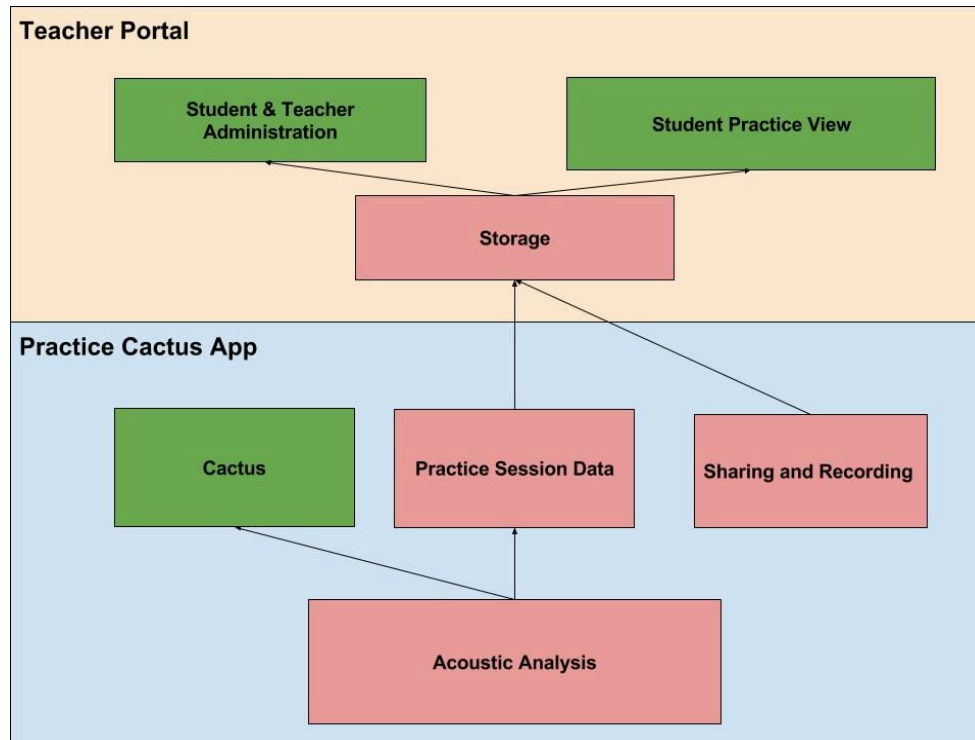 Teacher Portal
Student & Teacher
Administration
Student Practice View
Storage
Practice Cactus App
Cactus
Practice Session Data
Sharing and Recording
Acoustic Analysis